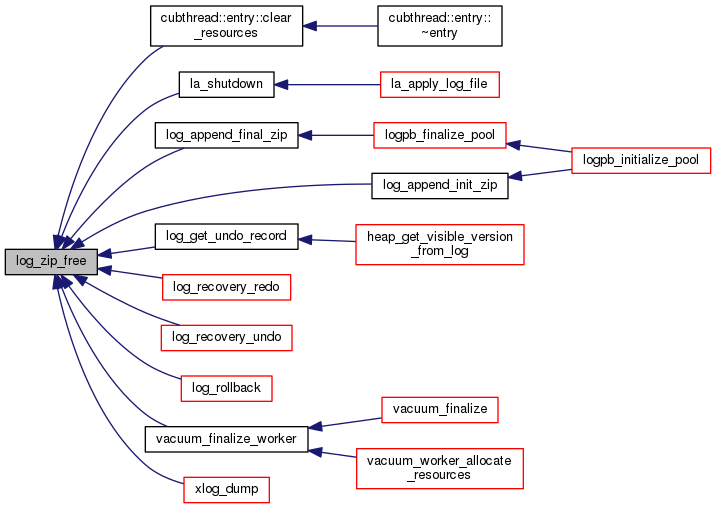 cubthread::entry::clear
_resources
cubthread::entry::
~entry
la_shutdown
la_apply_log_file
log_append_final_zip
logpb_finalize_pool
logpb_initialize_pool
log_append_init_zip
log_get_undo_record
heap_get_visible_version
_from_log
log_zip_free
log_recovery_redo
log_recovery_undo
log_rollback
vacuum_finalize
vacuum_finalize_worker
vacuum_worker_allocate
_resources
xlog_dump